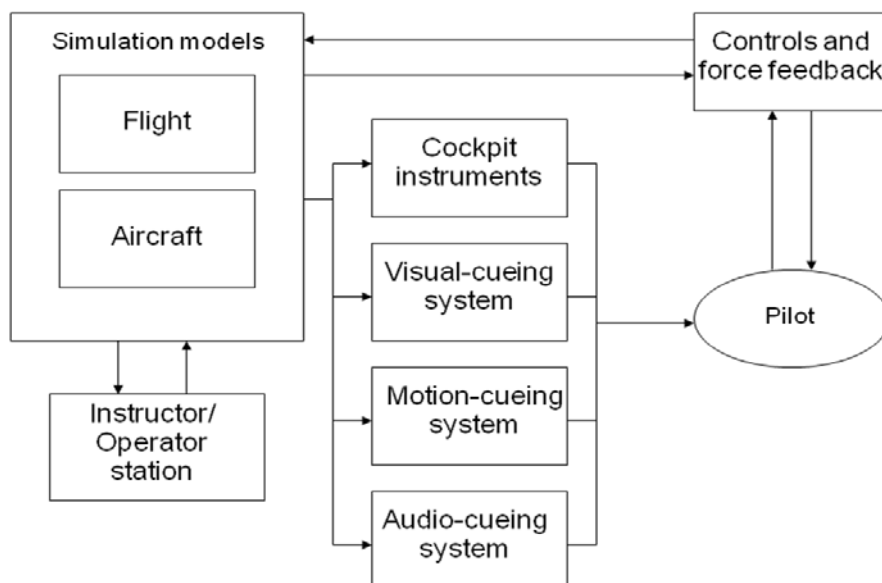 Simulation models
Flight
Aircraft
Instructor/
Operator
station
Cockpit
instruments
Visual-cueing
system
Motion-cueing
system
Audio-cueing
system
Controls and
force feedback
Pilot